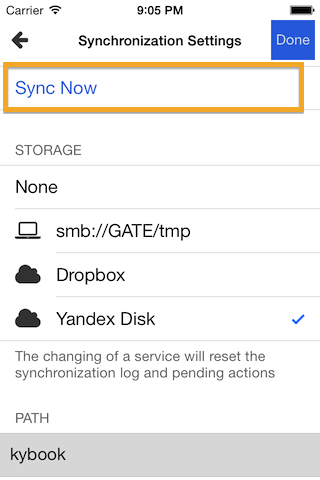 Carrier 9:05 PM
Synchronization Settings Done
Sync Now
STORAGE
None
smb://GATE/tmp
Dropbox
Yandex Disk
The changing of a service will reset the
synchronization log and pending actions
PATH
kybook